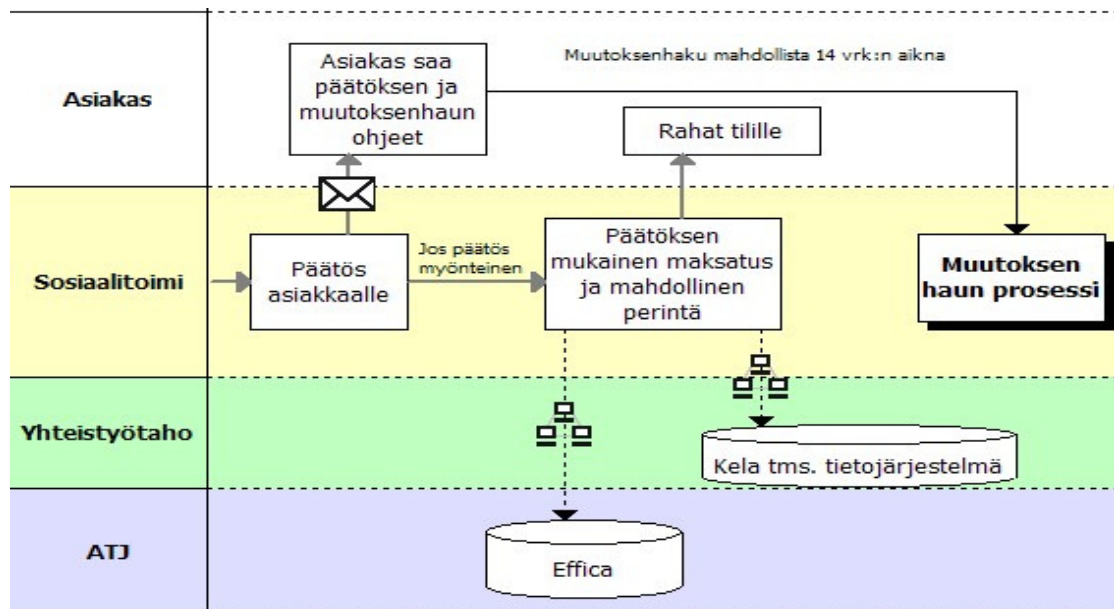 Asiakas
Asiakas saa
päätöksen ja
muutoksenhaun
ohjeet
Muutoksenhaku mahdollista 14 vrk:n aikna
Rahat tilille
Sosiaalitoimi
Päätös
asiakkaalle
Jos päätös
myönteinen
Päätöksen
mukainen maksatus
ja mahdollinen
perintä
Muutoksen
haun prosessi
Yhteistyötaho
Kela tms. tietojärjestelmä
ATJ
Effica